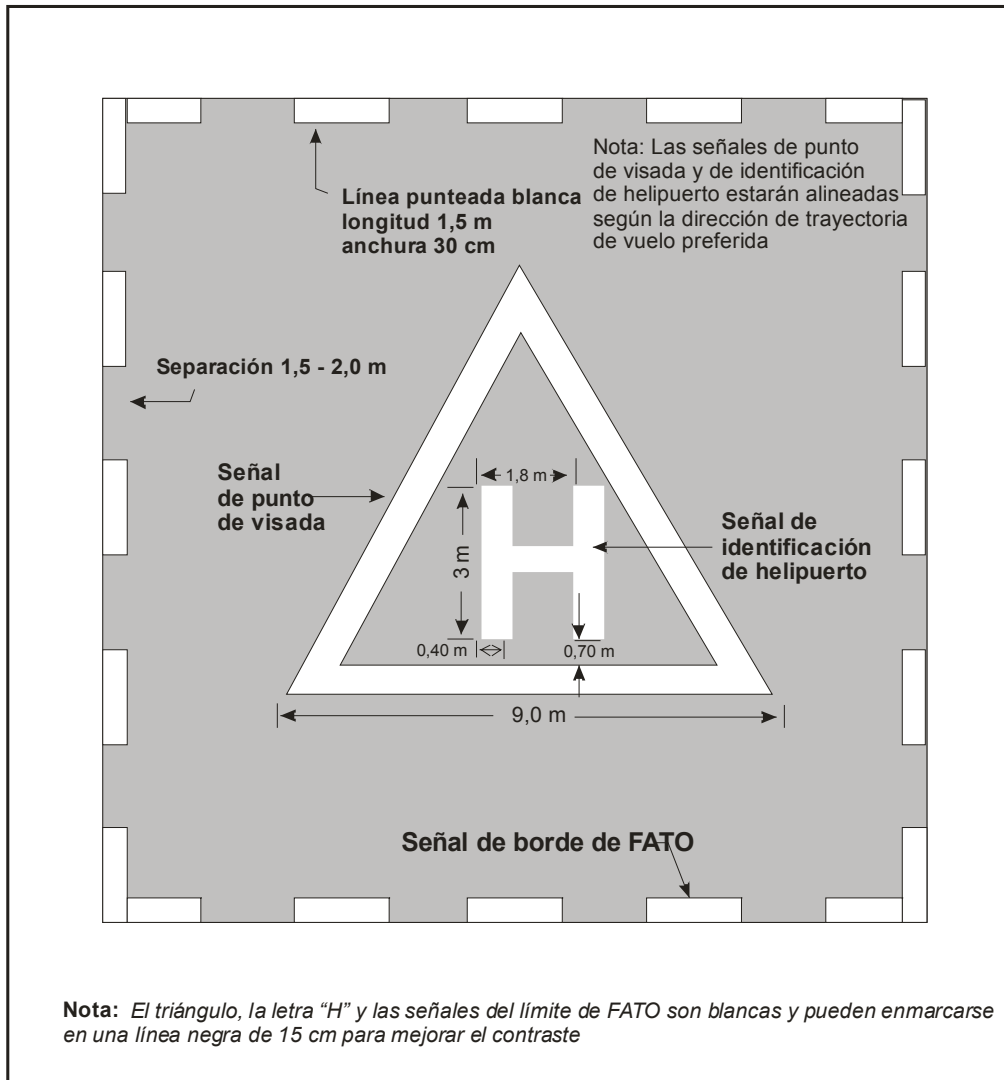 Nota: Las señales de punto
de visada y de identificación
de helipuerto estarán alineadas
según la dirección de trayectoria
de vuelo preferida
Línea punteada blanca
longitud 1,5 m
anchura 30 cm
Separación 1,5 - 2,0 m
Señal
de punto
de visada
1,8 m
3 m
H
Señal de
identificación
de helipuerto
0,40 m
0,70 m
9,0 m
Señal de borde de FATO
Nota: El triángulo, la letra “H” y las señales del límite de FATO son blancas y pueden enmarcarse
en una línea negra de 15 cm para mejorar el contraste